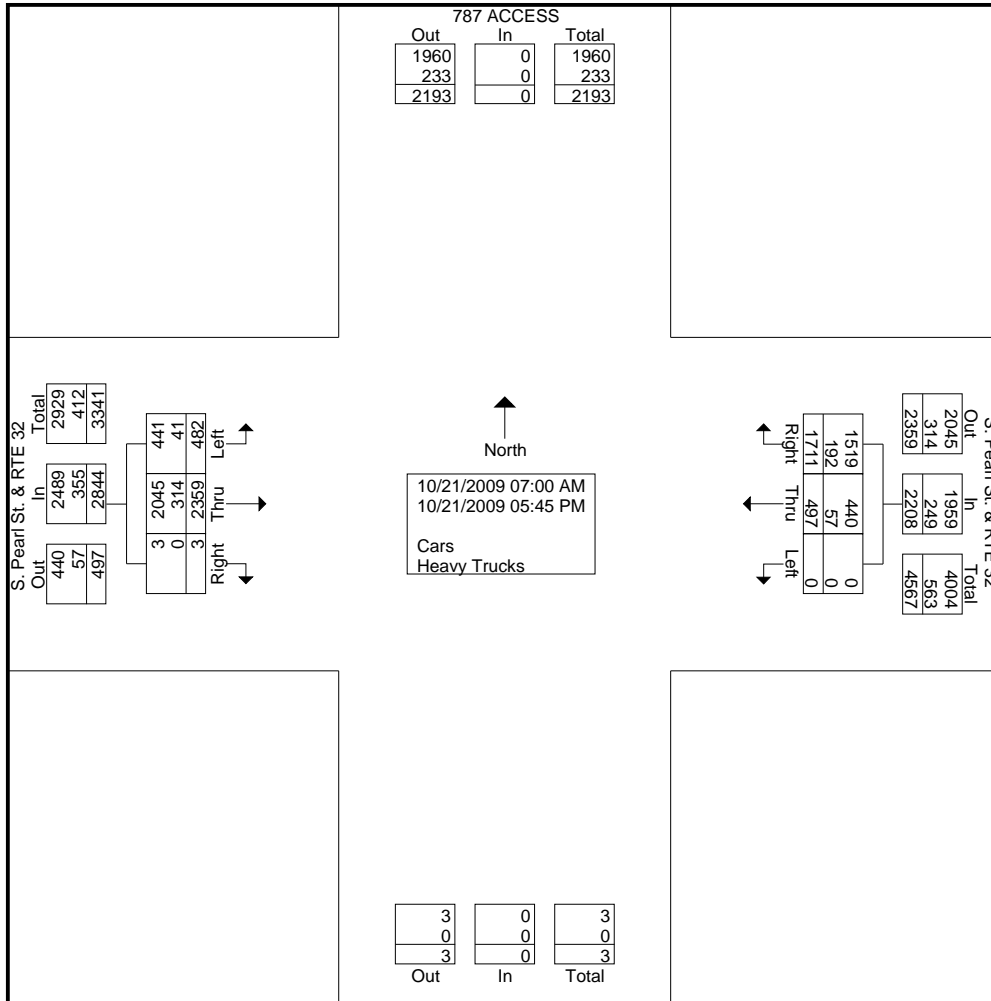 787 ACCESS
Out In Total
1960 0 1960
233 0 233
2193 0 2193
S. Pearl St. & RTE 32
Total In Out
2929 2489 440
412 355 57
3341 2844 497
Left Thru Right
441 2045 3
41 314 0
482 2359 3
North
10/21/2009 07:00 AM
10/21/2009 05:45 PM
Cars
Heavy Trucks
Right Thru Left
1519 440 0
192 57 0
1711 497 0
S. Pearl St. & RTE 32
Out In Total
2045 1959 4004
314 249 563
2359 2208 4567
3 0 3
0 0 0
3 0 3
Out In Total